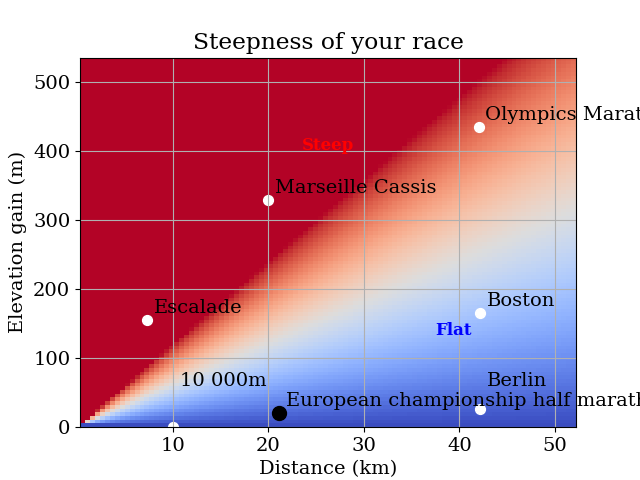 Steepness of your race
Elevation gain (m)
500
400
300
200
100
0
Olympics Marat
Steep
Marseille Cassis
Escalade
Boston
Flat
10 000m
Berlin
European championship half marath
10
20
30
40
50
Distance (km)